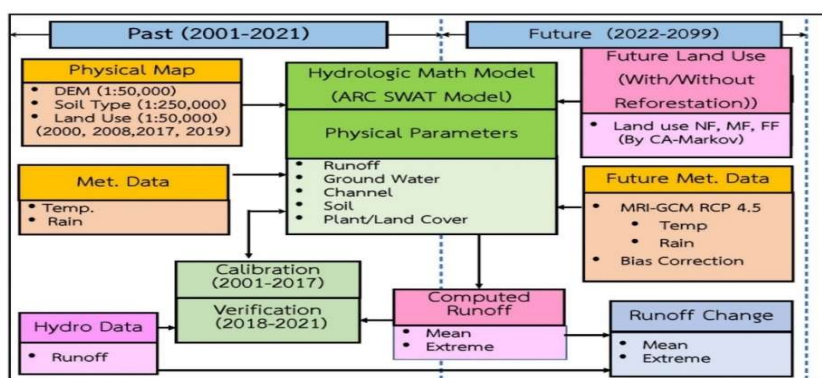 Past (2001-2021)
Future (2022-2099)
Physical Map
• DEM (1:50,000)
• Soil Type (1:250,000)
• Land Use (1:50,000)
(2000, 2008,2017, 2019)
Hydrologic Math Model
(ARC SWAT Model)
Physical Parameters
• Runoff
• Ground Water
• Channel
• Soil
• Plant/Land Cover
Future Land Use
(With/Without
Reforestation))
• Land use NF, MF, FF
(By CA-Markov)
Met. Data
• Temp.
• Rain
Future Met. Data
• MRI-GCM RCP 4.5
• Temp
• Rain
• Bias Correction
Calibration
(2001-2017)
Verification
(2018-2021)
Hydro Data
• Runoff
Computed
Runoff
• Mean
• Extreme
Runoff Change
• Mean
• Extreme